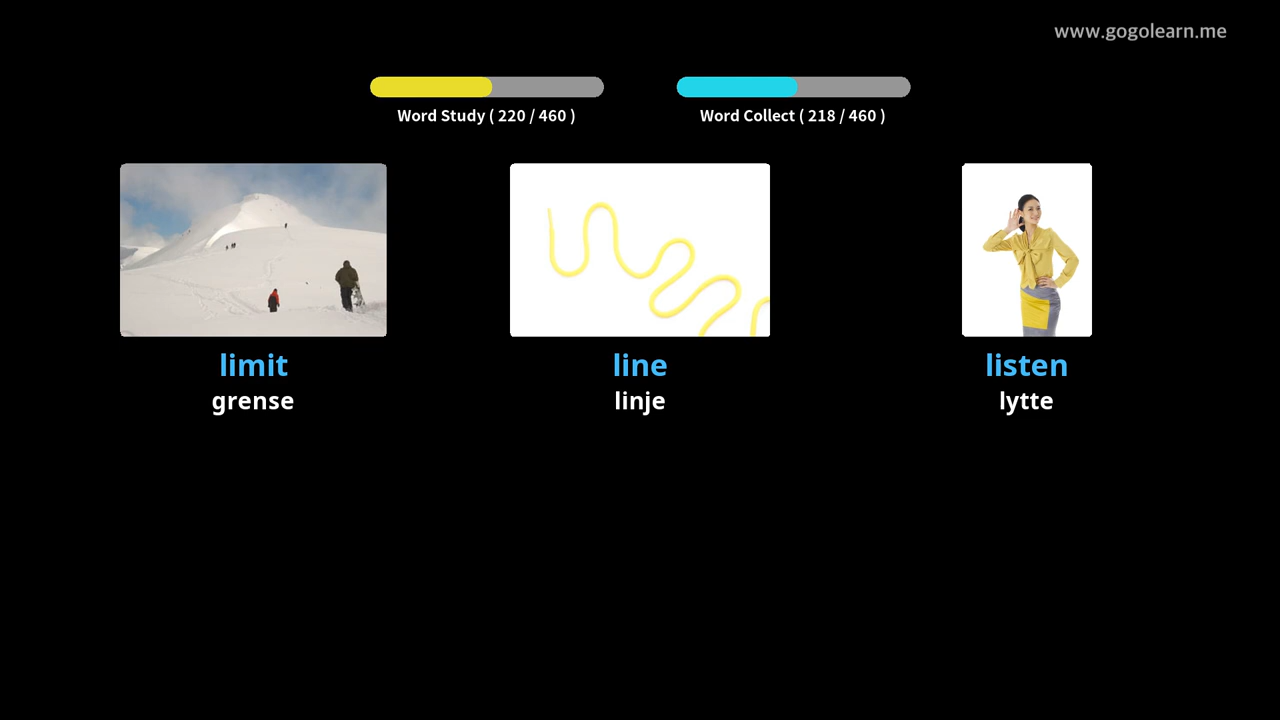 www.gogolearn.me
Word Study ( 220 / 460 )
Word Collect ( 218 / 460 )
limit
grense
line
linje
listen
lytte